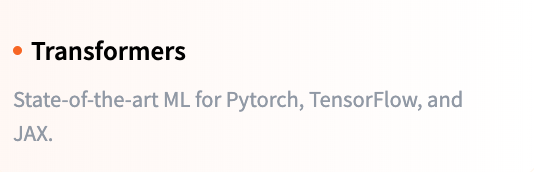 Transformers
State-of-the-art ML for Pytorch, TensorFlow, and
JAX.